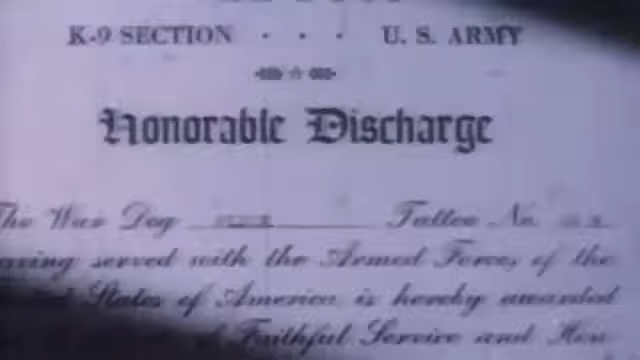 K-9 SECTION . . . U. S. ARMY
Honorable Discharge
The War Dog Tattoo No.
served with the Armed Forces of the
States of America is hereby awarded
Faithful Service and